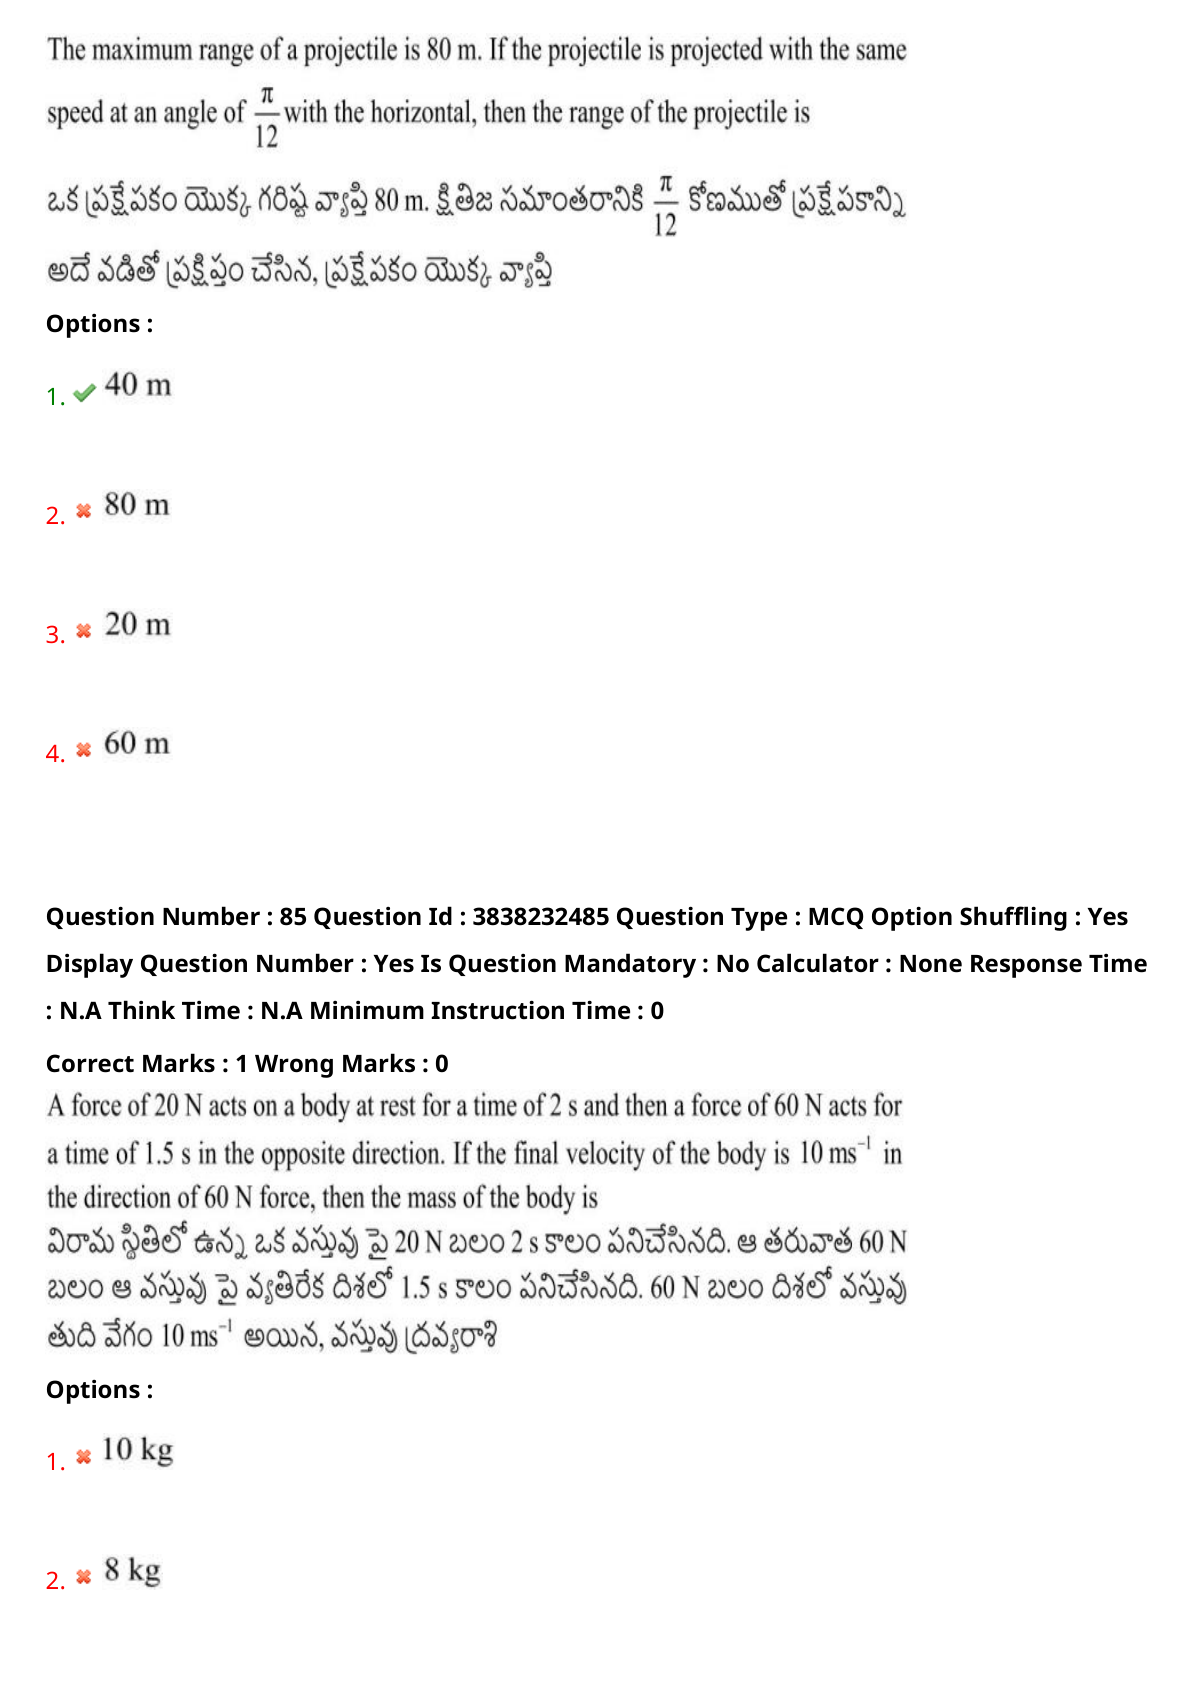 The maximum range of a projectile is 80 m. If the projectile is projected with the same
speed at an angle of π/12 with the horizontal, then the range of the projectile is
ఒక ప్రక్షేపకం యొక్క గరిష్ట వ్యాప్తి 80 m. క్షితిజ సమాంతరానికి π/12 కోణముతో ప్రక్షేపకాన్ని
అదే వడితో ప్రక్షిప్తం చేసిన, ప్రక్షేపకం యొక్క వ్యాప్తి
Options :
1. 40 m
2. 80 m
3. 20 m
4. 60 m
Question Number : 85 Question Id : 3838232485 Question Type : MCQ Option Shuffling : Yes
Display Question Number : Yes Is Question Mandatory : No Calculator : None Response Time
: N.A Think Time : N.A Minimum Instruction Time : 0
Correct Marks : 1 Wrong Marks : 0
A force of 20 N acts on a body at rest for a time of 2 s and then a force of 60 N acts for
a time of 1.5 s in the opposite direction. If the final velocity of the body is 10 ms⁻¹ in
the direction of 60 N force, then the mass of the body is
విరామ స్థితిలో ఉన్న ఒక వస్తువు పై 20 N బలం 2 s కాలం పనిచేసినది. ఆ తరువాత 60 N
బలం ఆ వస్తువు పై వ్యతిరేక దిశలో 1.5 s కాలం పనిచేసినది. 60 N బలం దిశలో వస్తువు
తుది వేగం 10 ms⁻¹ అయిన, వస్తువు ద్రవ్యరాశి
Options :
1. 10 kg
2. 8 kg